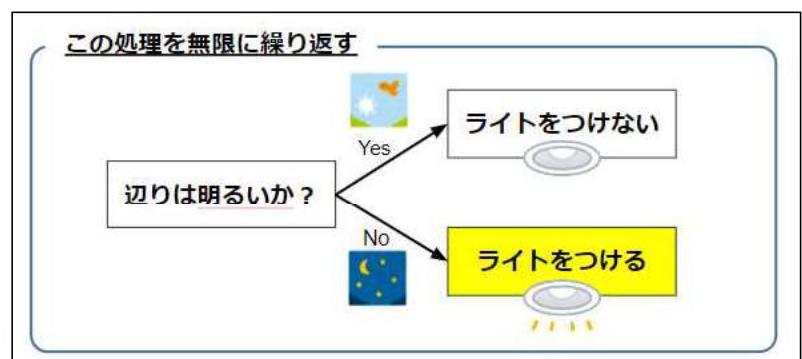 この処理を無限に繰り返す
Yes
ライトをつけない
辺りは明るいか？
No
ライトをつける